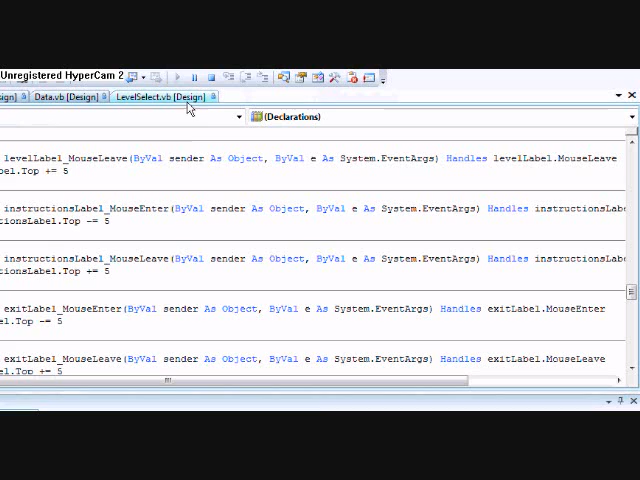 Unregistered HyperCam 2
sign] Data.vb [Design] LevelSelect.vb [Design]
(Declarations)
levelLabel_MouseLeave(ByVal sender As Object, ByVal e As System.EventArgs) Handles levelLabel.MouseLeave
el.Top += 5
instructionsLabel_MouseEnter(ByVal sender As Object, ByVal e As System.EventArgs) Handles instructionsLabe
ctionsLabel.Top -= 5
instructionsLabel_MouseLeave(ByVal sender As Object, ByVal e As System.EventArgs) Handles instructionsLabe
ctionsLabel.Top += 5
exitLabel_MouseEnter(ByVal sender As Object, ByVal e As System.EventArgs) Handles exitLabel.MouseEnter
bel.Top -= 5
exitLabel_MouseLeave(ByVal sender As Object, ByVal e As System.EventArgs) Handles exitLabel.MouseLeave
bel.Top += 5